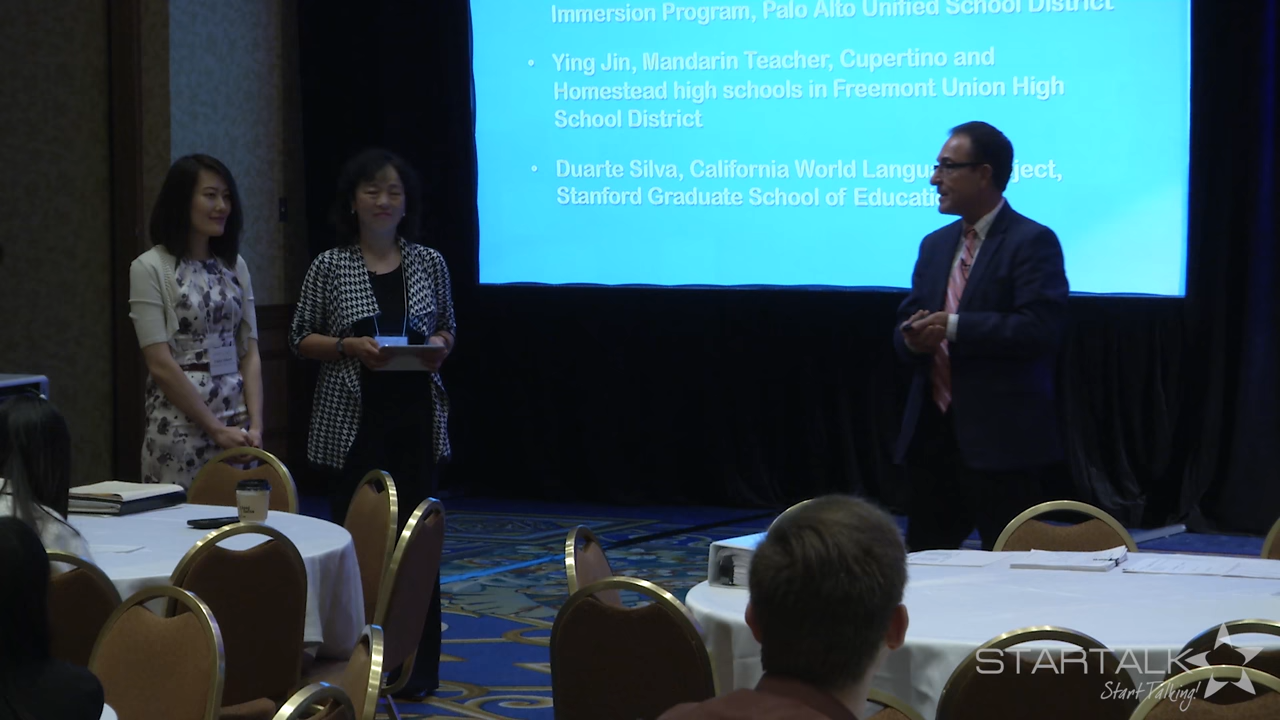 Immersion Program, Palo Alto Unified School District
• Ying Jin, Mandarin Teacher, Cupertino and
Homestead high schools in Freemont Union High
School District
• Duarte Silva, California World Langu ject,
Stanford Graduate School of Educati
STARTALK
Start Talking!